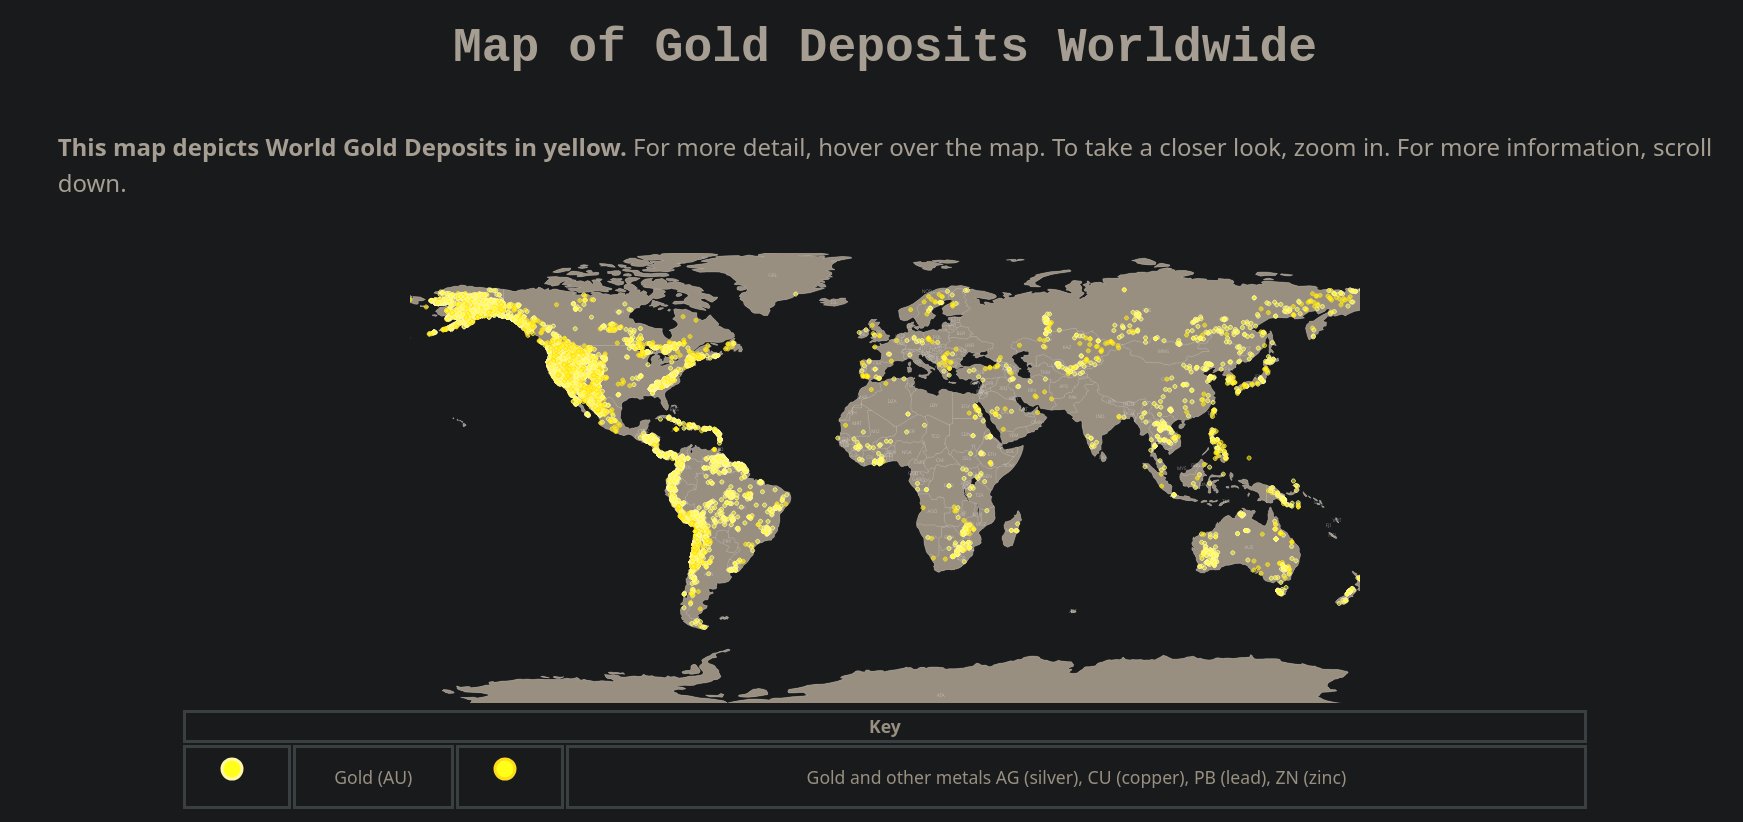 Map of Gold Deposits Worldwide
This map depicts World Gold Deposits in yellow. For more detail, hover over the map. To take a closer look, zoom in. For more information, scroll
down.
Key
Gold (AU)
Gold and other metals AG (silver), CU (copper), PB (lead), ZN (zinc)